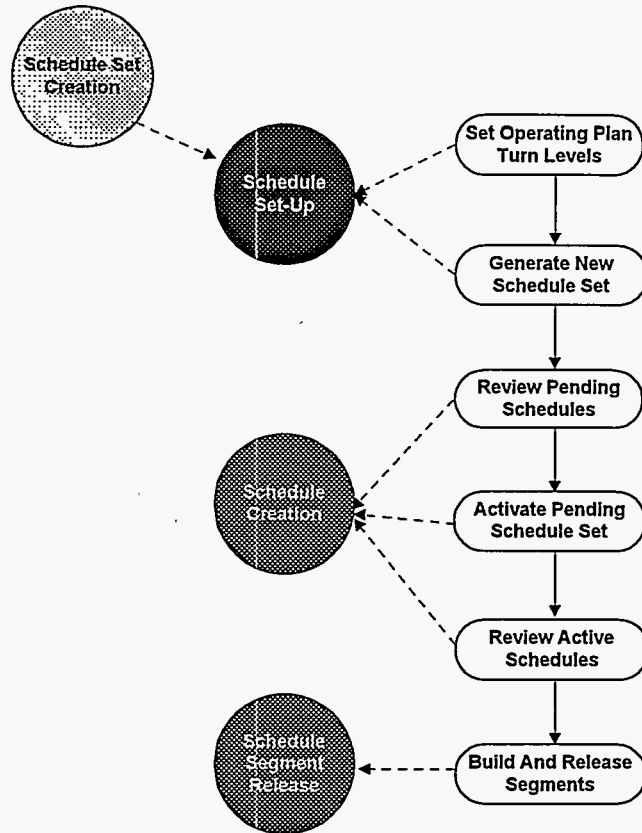 Schedule Set
Creation
Set Operating Plan
Turn Levels
Schedule
Set-Up
Generate New
Schedule Set
Review Pending
Schedules
Schedule
Creation
Activate Pending
Schedule Set
Review Active
Schedules
Schedule
Segment
Release
Build And Release
Segments